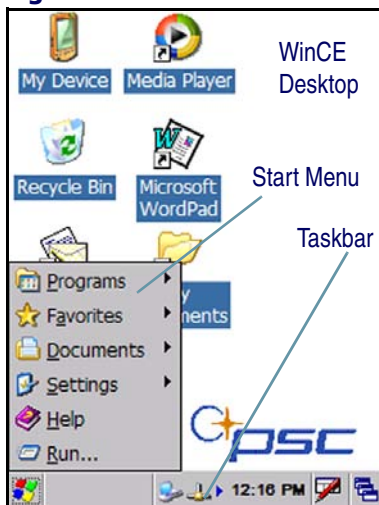 My Device
Media Player
WinCE
Desktop
Recycle Bin
Microsoft
WordPad
Start Menu
Taskbar
Programs
Favorites
Documents
Settings
Help
Run...
psc
12:16 PM